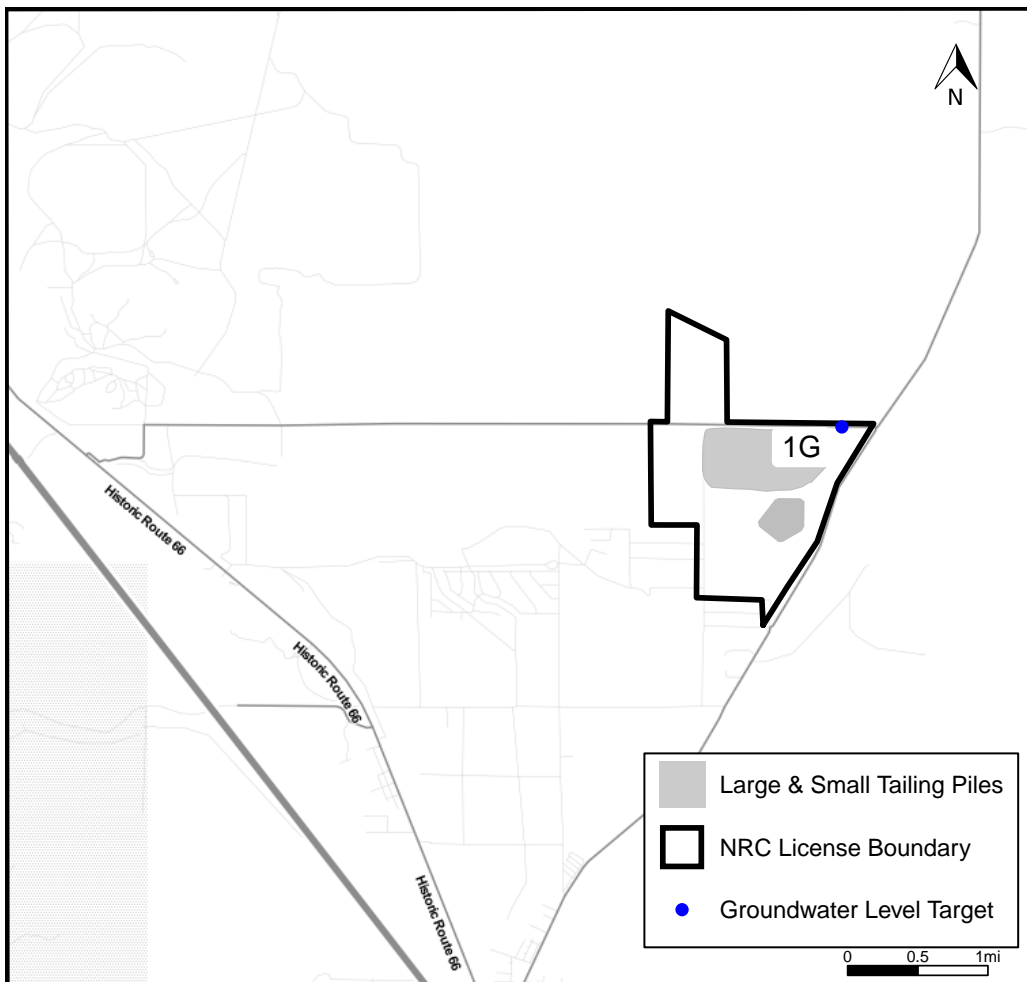 N
1G
Historic Route 66
Historic Route 66
Historic Route 66
Large & Small Tailing Piles
NRC License Boundary
Groundwater Level Target
0 0.5 1mi